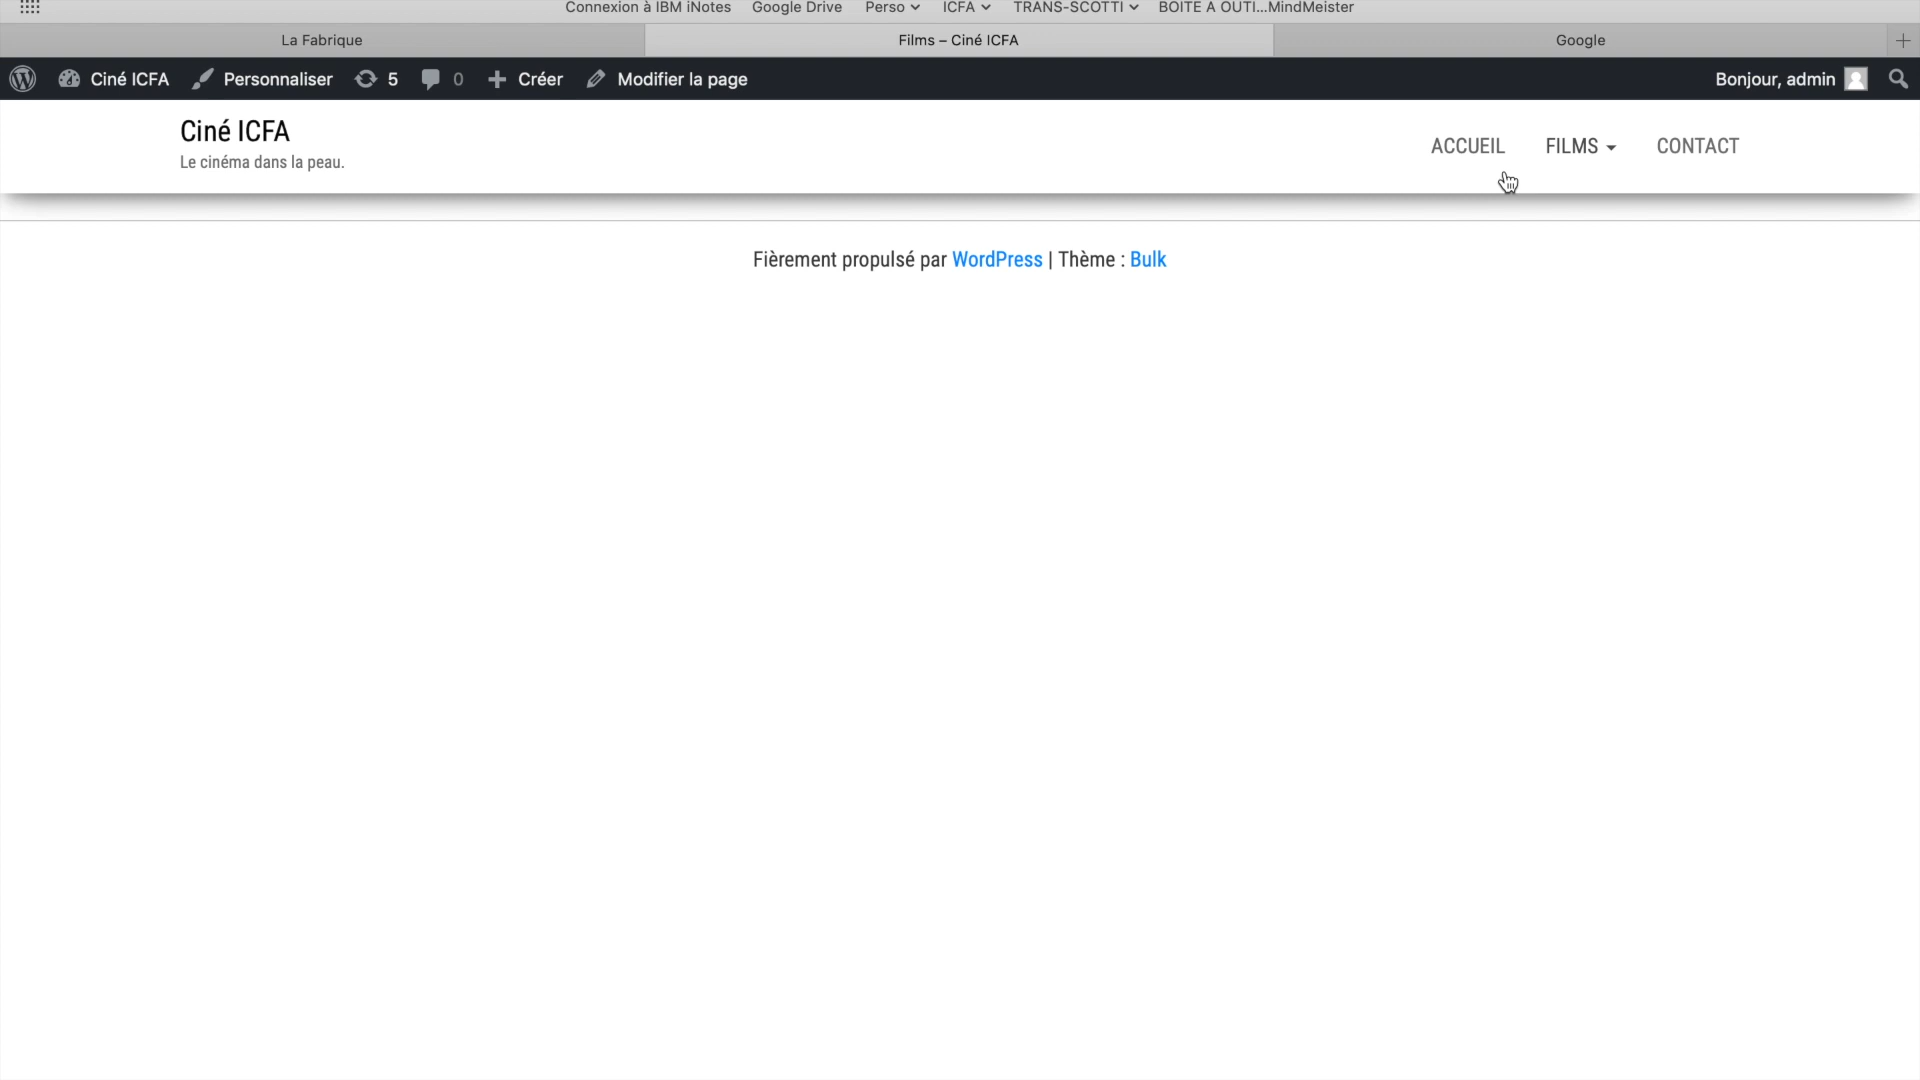 Connexion à IBM iNotes Google Drive Perso ICFA TRANS-SCOTTI BOITE A OUTI...MindMeister
La Fabrique Films – Ciné ICFA Google
Ciné ICFA Personnaliser 5 0 Créer Modifier la page Bonjour, admin
Ciné ICFA
Le cinéma dans la peau.
ACCUEIL FILMS CONTACT
Fièrement propulsé par WordPress | Thème : Bulk